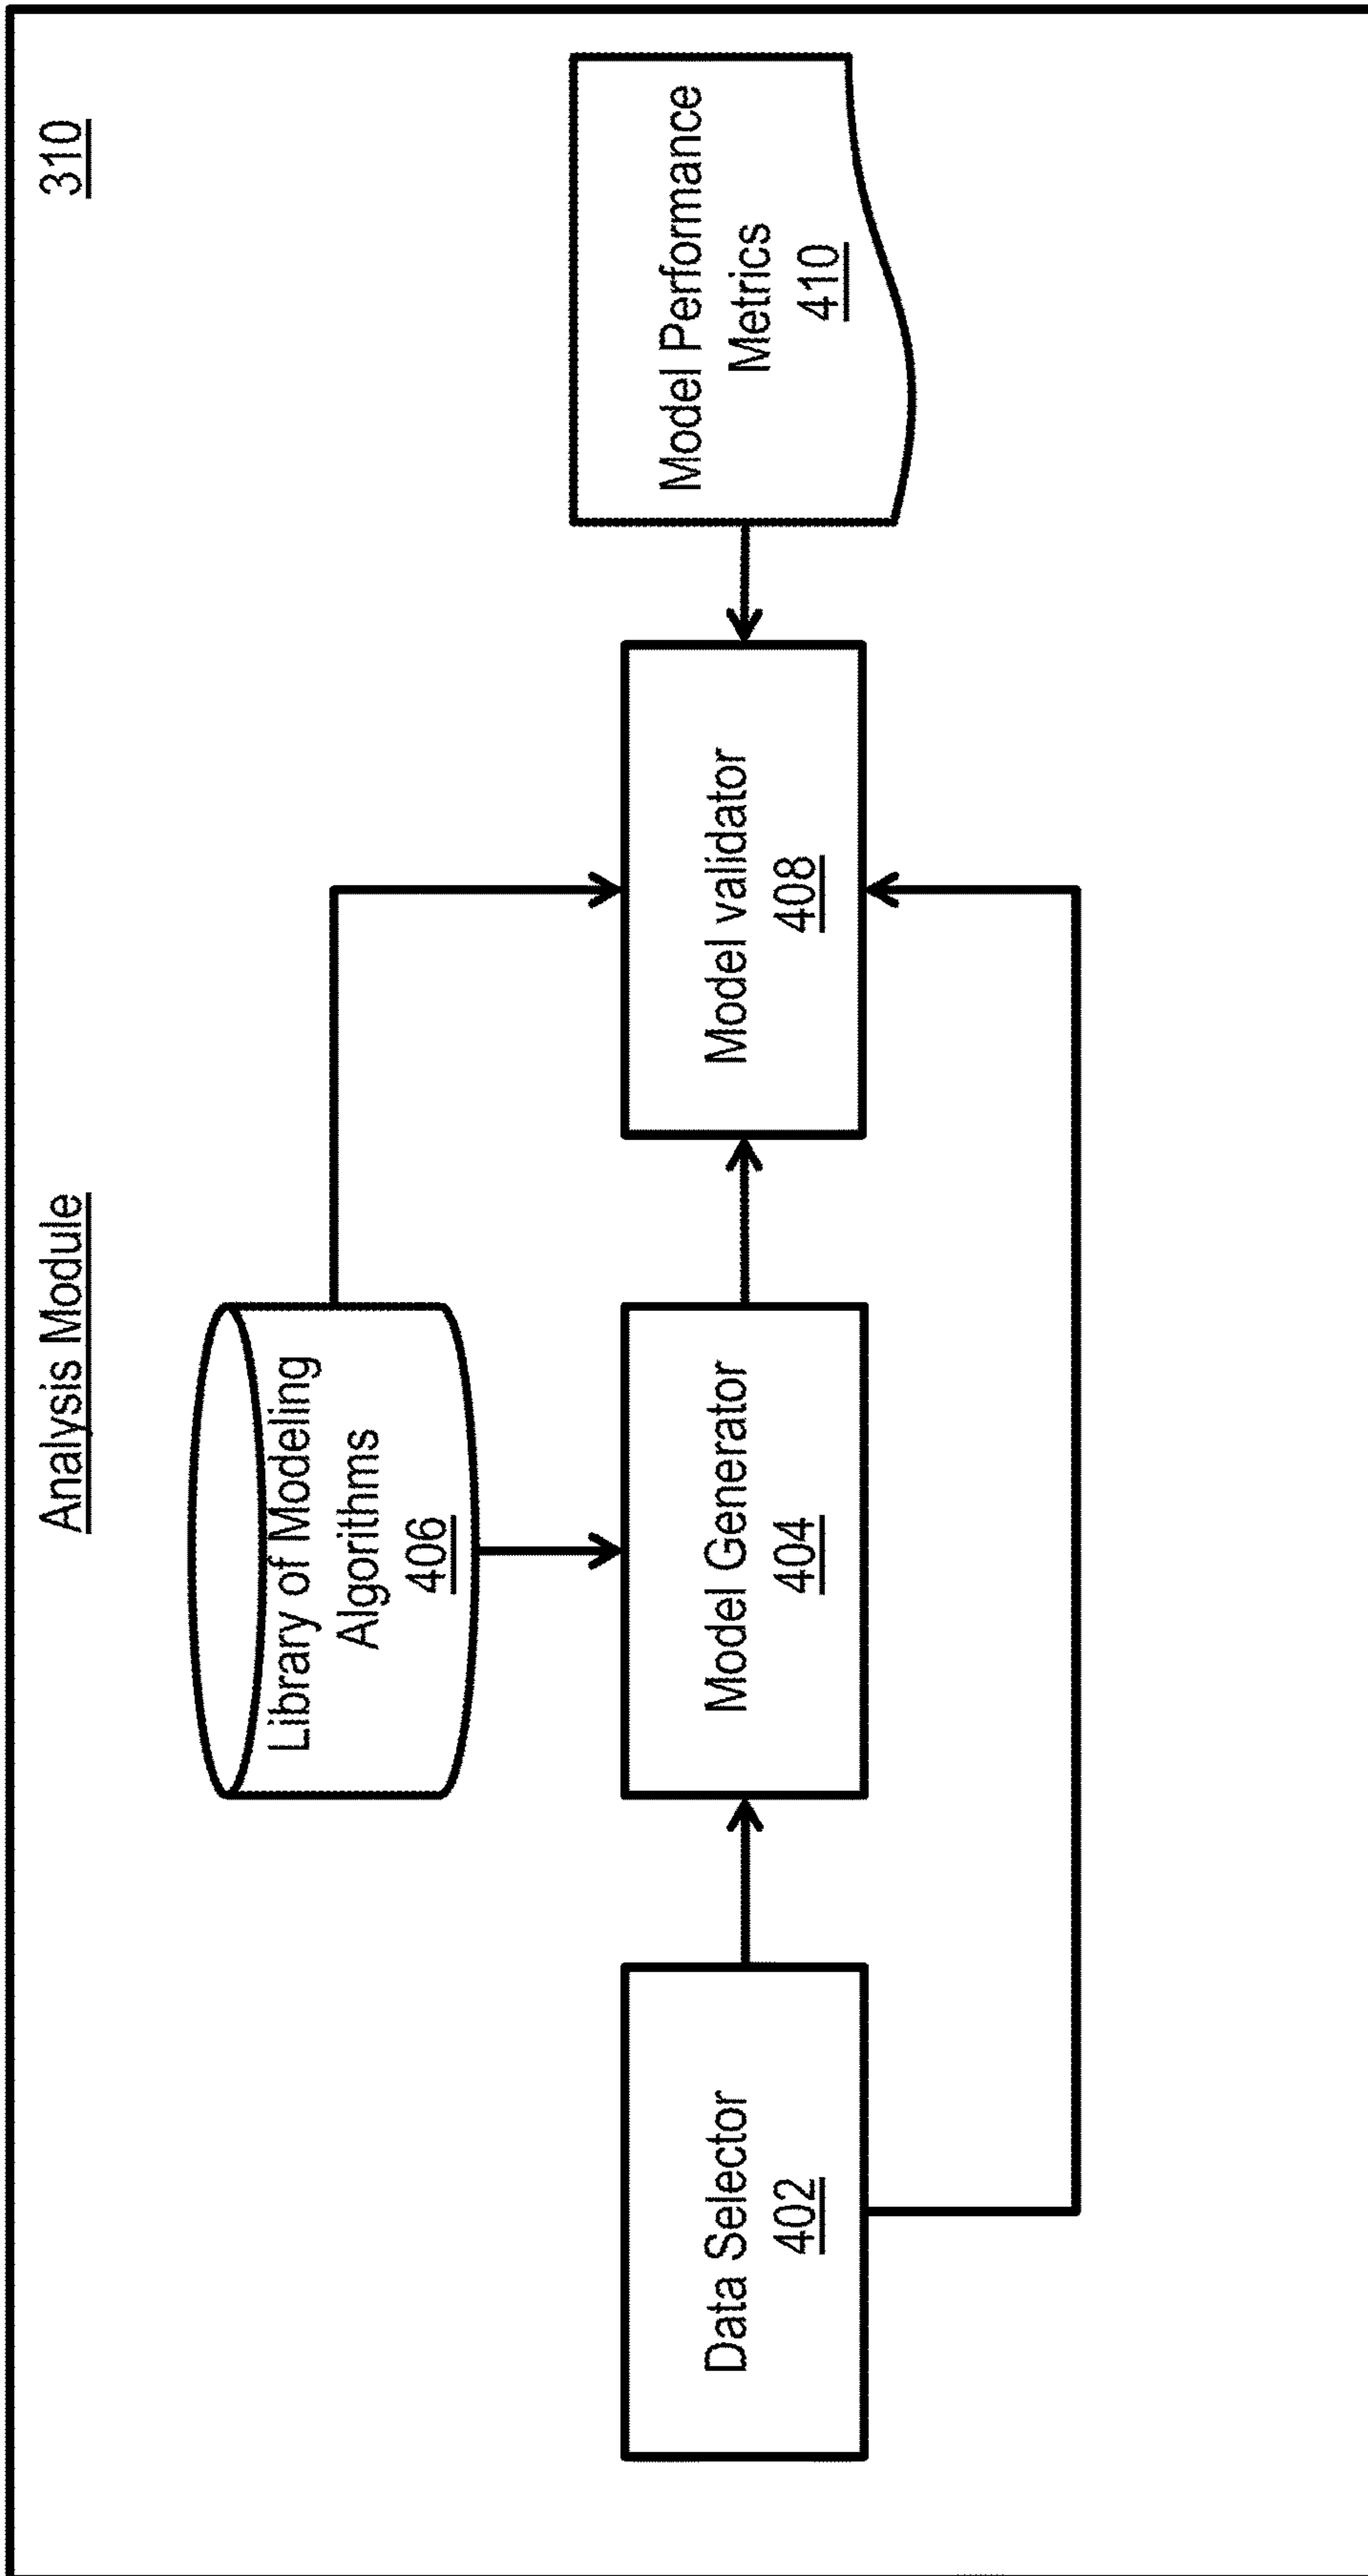 Analysis Module
310
Library of Modeling
Algorithms
406
Data Selector
402
Model Generator
404
Model validator
408
Model Performance
Metrics
410